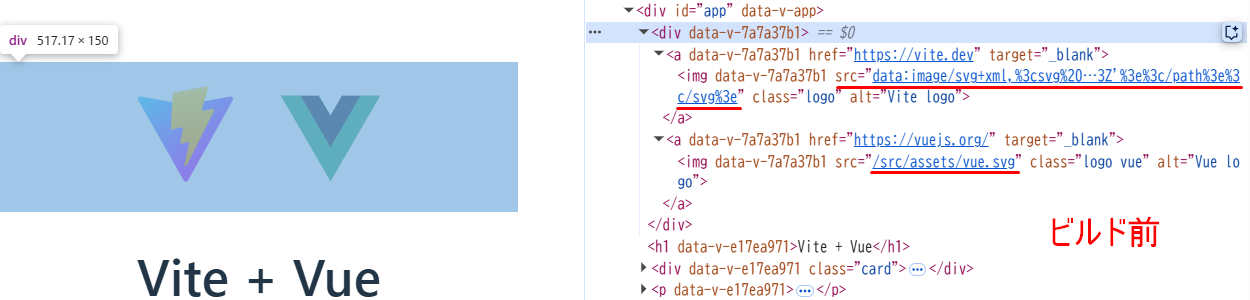 div 517.17 × 150
Vite + Vue
▼<div id="app" data-v-app>
••• ▼<div data-v-7a7a37b1> == $0
▼<a data-v-7a7a37b1 href="https://vite.dev" target="_blank">
<img data-v-7a7a37b1 src="data:image/svg+xml,%3csvg%20…3Z'%3e%3c/path%3e%3
c/svg%3e" class="logo" alt="Vite logo">
</a>
▼<a data-v-7a7a37b1 href="https://vuejs.org/" target="_blank">
<img data-v-7a7a37b1 src="/src/assets/vue.svg" class="logo vue" alt="Vue lo
go">
</a>
</div>
<h1 data-v-e17ea971>Vite + Vue</h1>
▶<div data-v-e17ea971 class="card">•••</div>
▶<p data-v-e17ea971>•••</p>
ビルド前